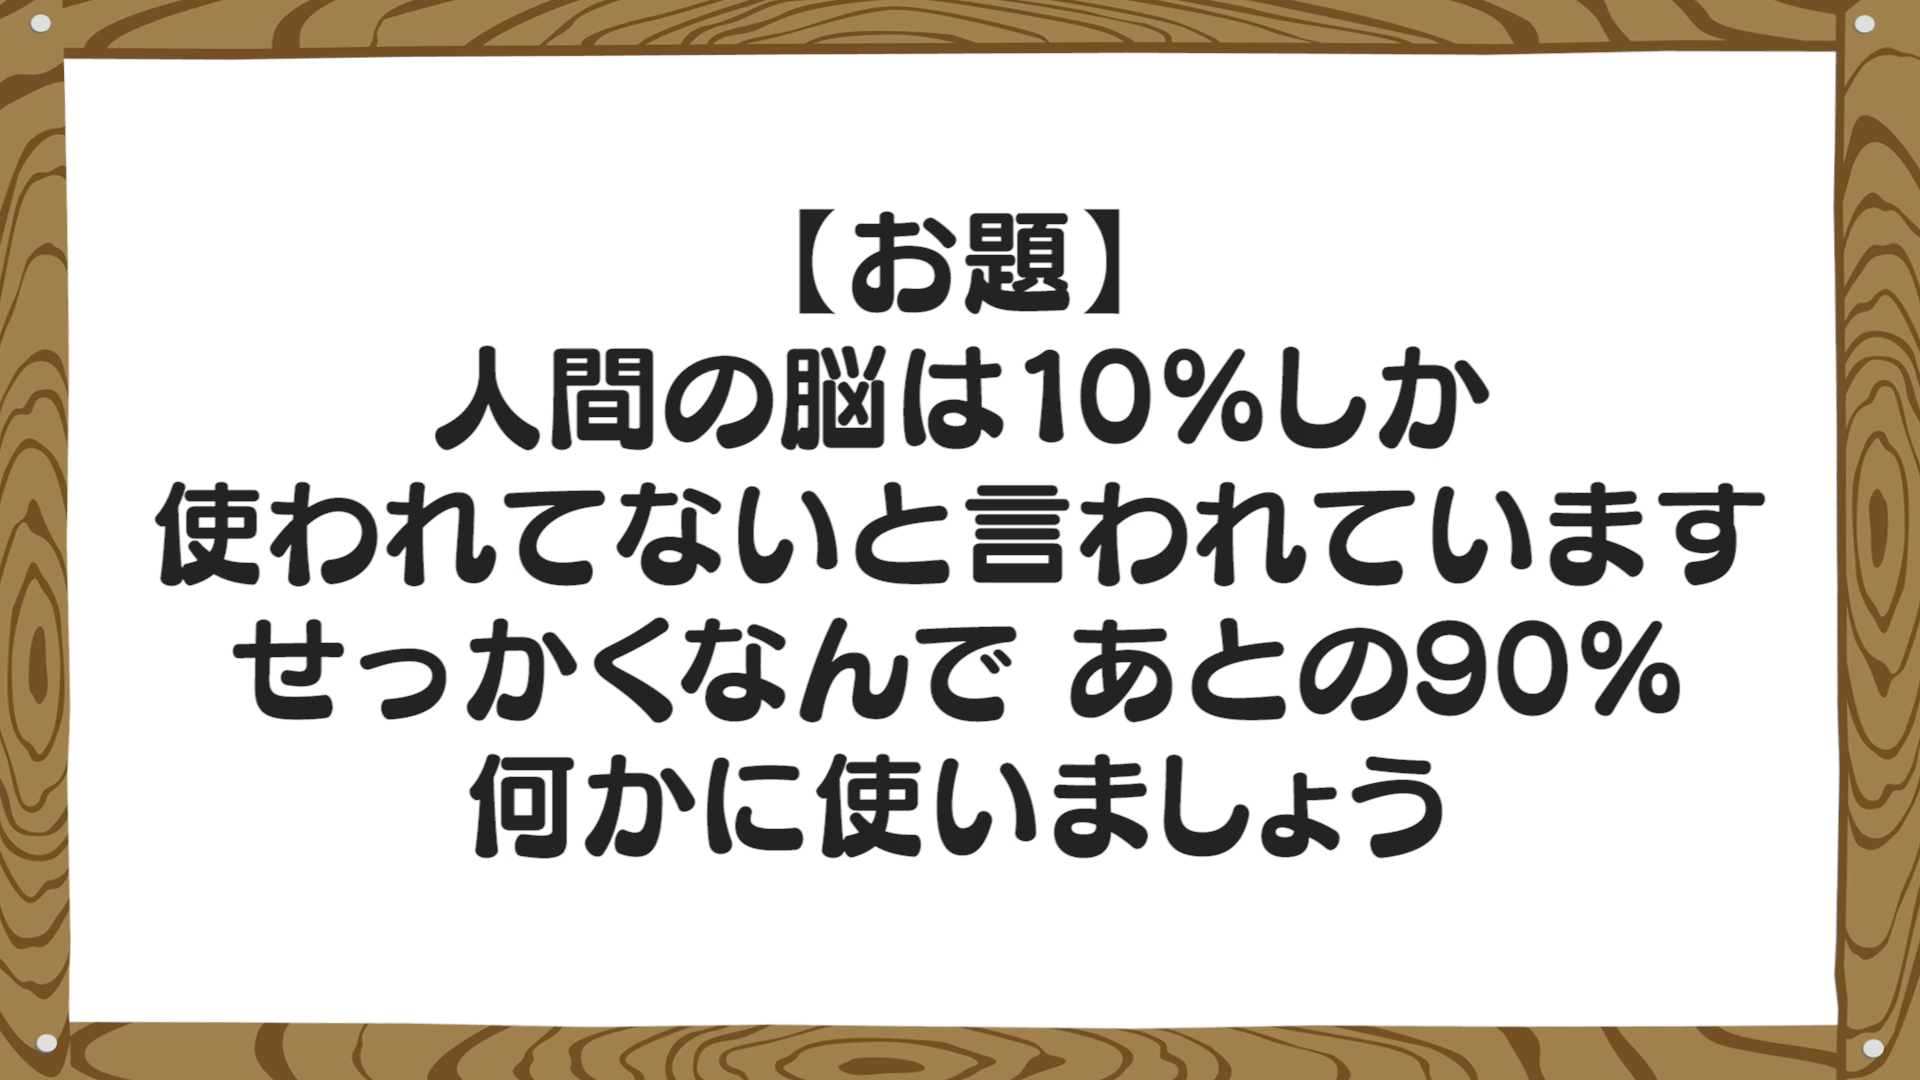 【お題】
人間の脳は10%しか
使われてないと言われています
せっかくなんで あとの90%
何かに使いましょう